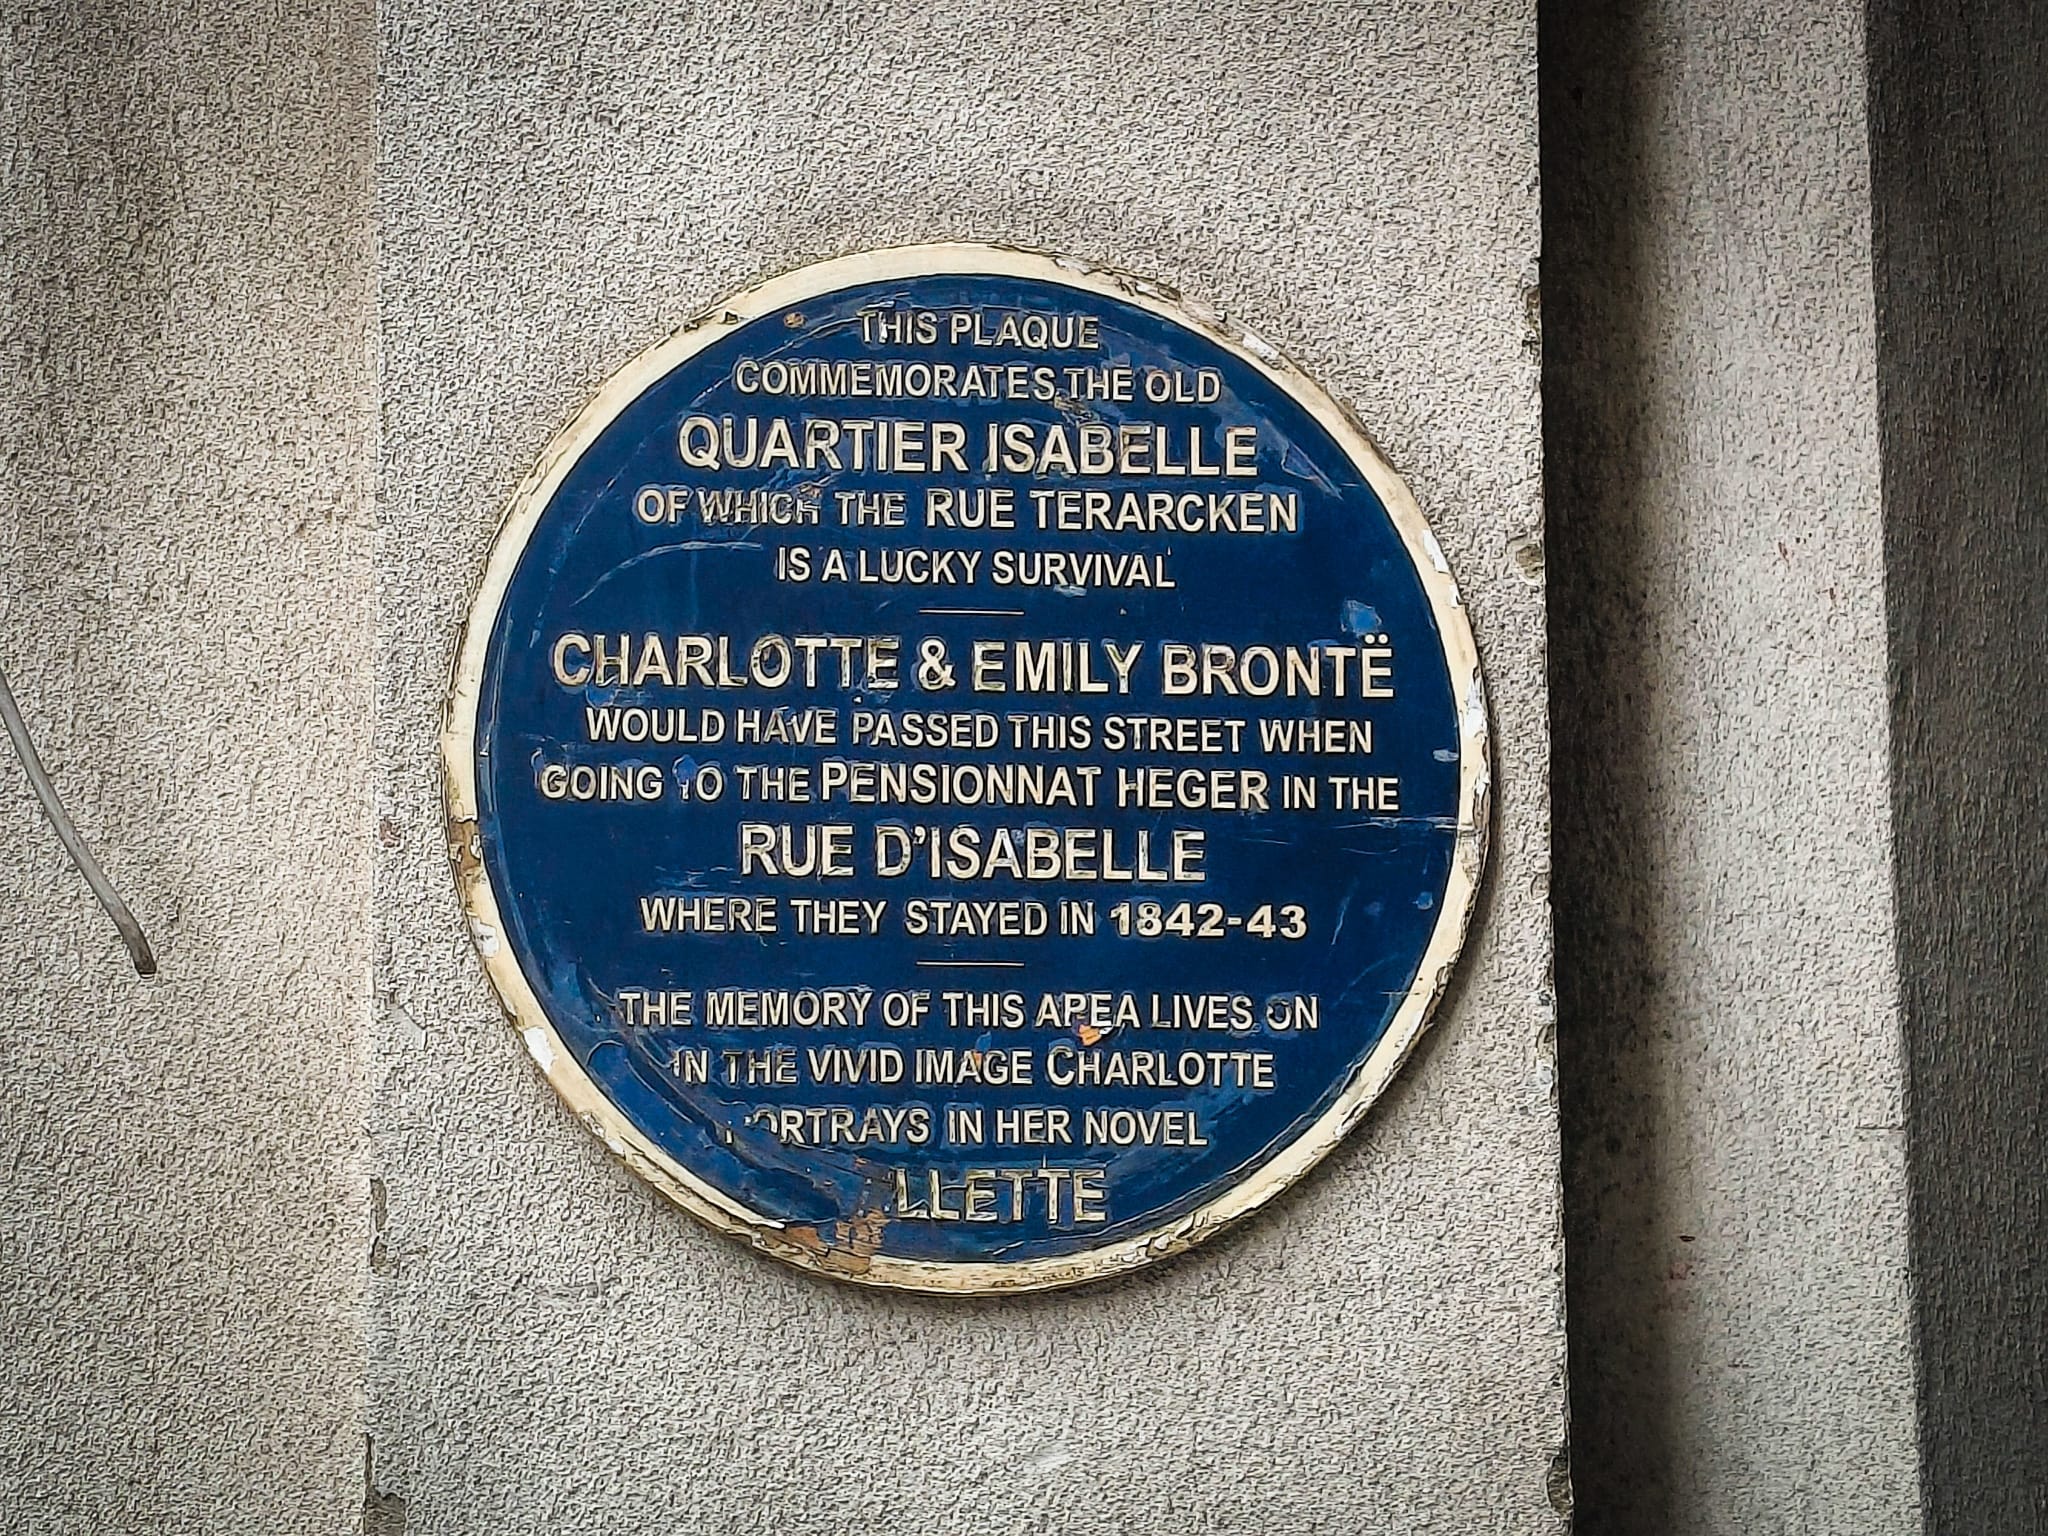 THIS PLAQUE
COMMEMORATES THE OLD
QUARTIER ISABELLE
OF WHICH THE RUE TERARCKEN
IS A LUCKY SURVIVAL
CHARLOTTE & EMILY BRONTË
WOULD HAVE PASSED THIS STREET WHEN
GOING TO THE PENSIONNAT HEGER IN THE
RUE D'ISABELLE
WHERE THEY STAYED IN 1842-43
THE MEMORY OF THIS AREA LIVES ON
IN THE VIVID IMAGE CHARLOTTE
PORTRAYS IN HER NOVEL
LLETTE